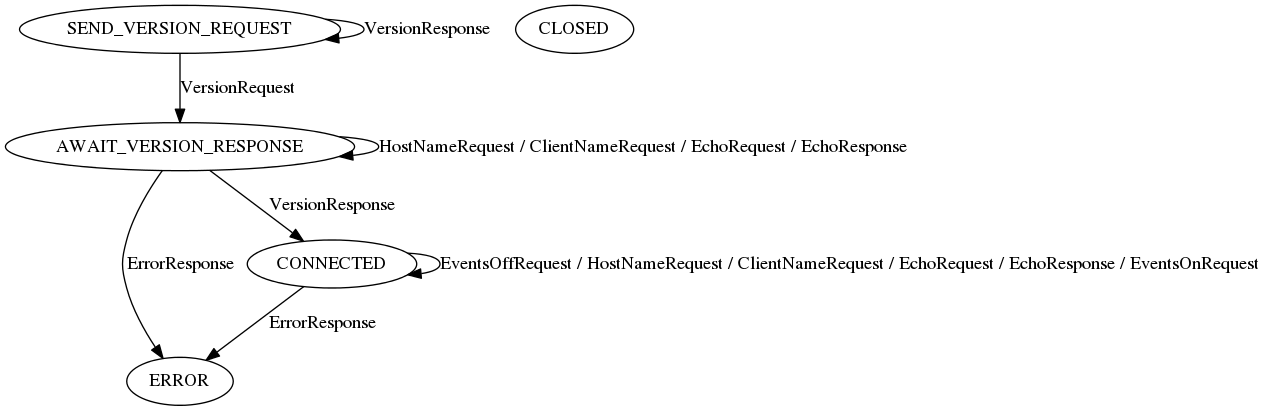 SEND_VERSION_REQUEST
VersionResponse
CLOSED
VersionRequest
AWAIT_VERSION_RESPONSE
HostNameRequest / ClientNameRequest / EchoRequest / EchoResponse
VersionResponse
ErrorResponse
CONNECTED
EventsOffRequest / HostNameRequest / ClientNameRequest / EchoRequest / EchoResponse / EventsOnRequest
ErrorResponse
ERROR